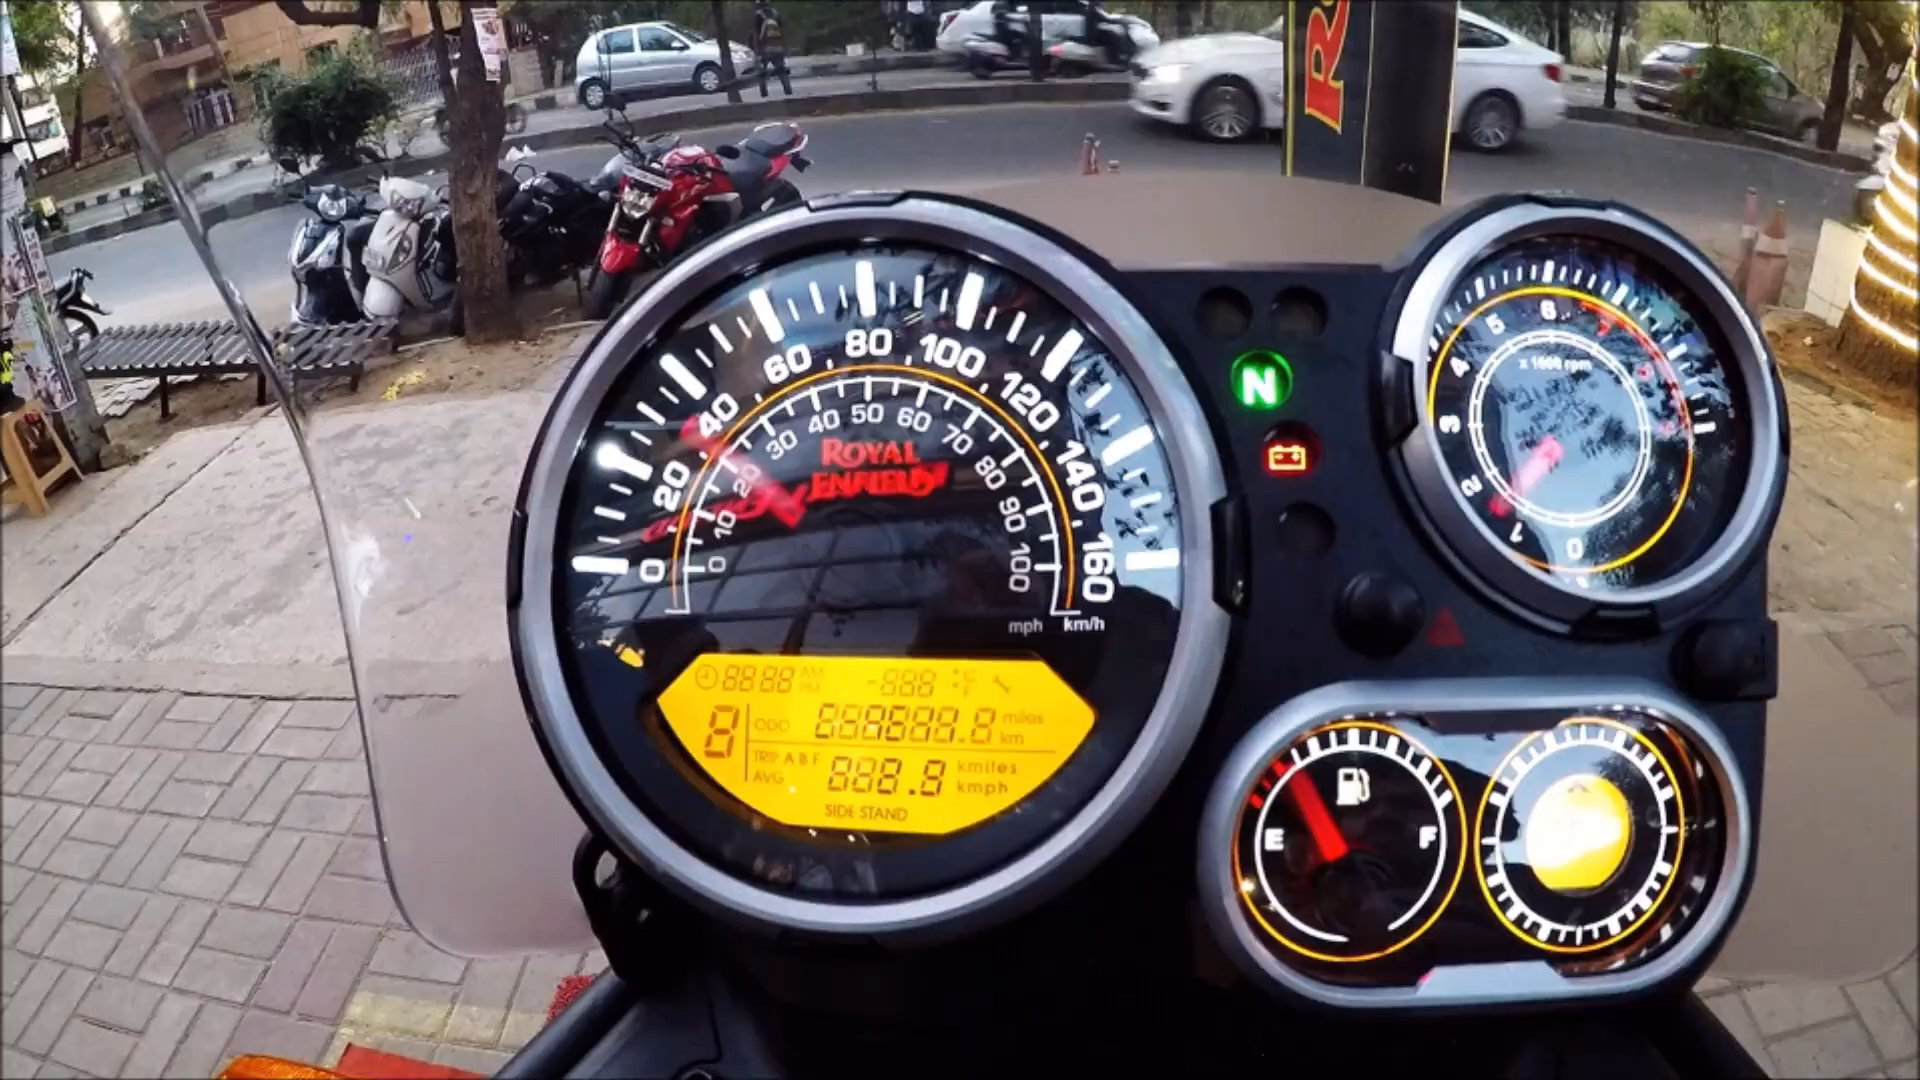 R
0
20
40
60
80
100
120
140
160
0
10
20
30
40
50
60
70
80
90
100
ROYAL
ENFIELD
mph km/h
8888 AM
PM
-888 °C
°F
8
ODO 888888.8 miles
km
TRIP A B F
AVG
888.8 kmiles
kmph
SIDE STAND
N
0
1
2
3
4
5
6
x 1000 rpm
E
F